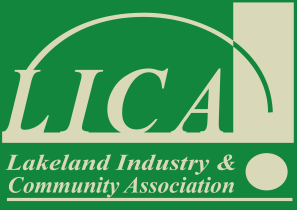 LICA
Lakeland Industry &
Community Association